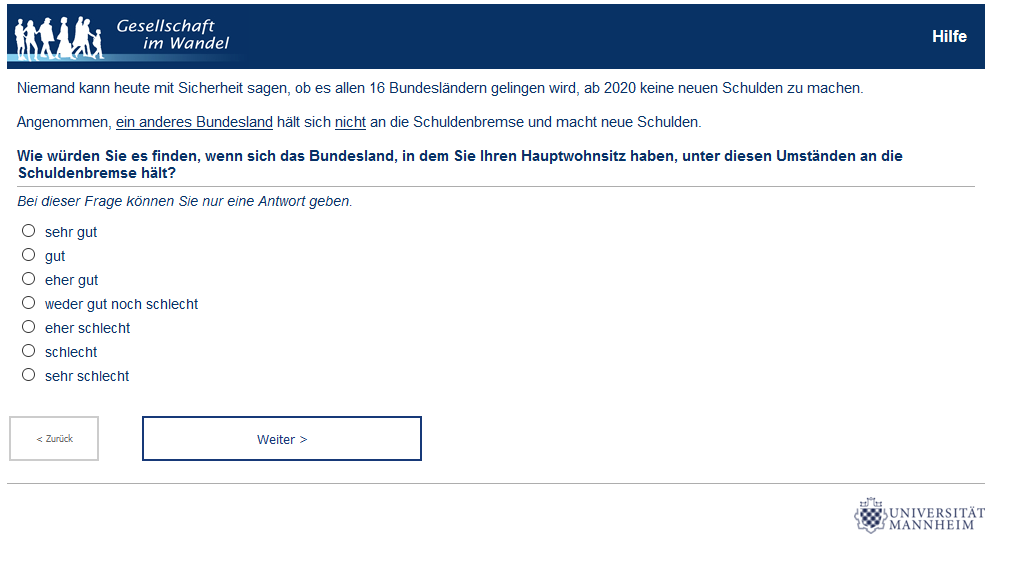 Gesellschaft
im Wandel
Hilfe
Niemand kann heute mit Sicherheit sagen, ob es allen 16 Bundesländern gelingen wird, ab 2020 keine neuen Schulden zu machen.
Angenommen, ein anderes Bundesland hält sich nicht an die Schuldenbremse und macht neue Schulden.
Wie würden Sie es finden, wenn sich das Bundesland, in dem Sie Ihren Hauptwohnsitz haben, unter diesen Umständen an die
Schuldenbremse hält?
Bei dieser Frage können Sie nur eine Antwort geben.
sehr gut
gut
eher gut
weder gut noch schlecht
eher schlecht
schlecht
sehr schlecht
< Zurück
Weiter >
UNIVERSITÄT
MANNHEIM